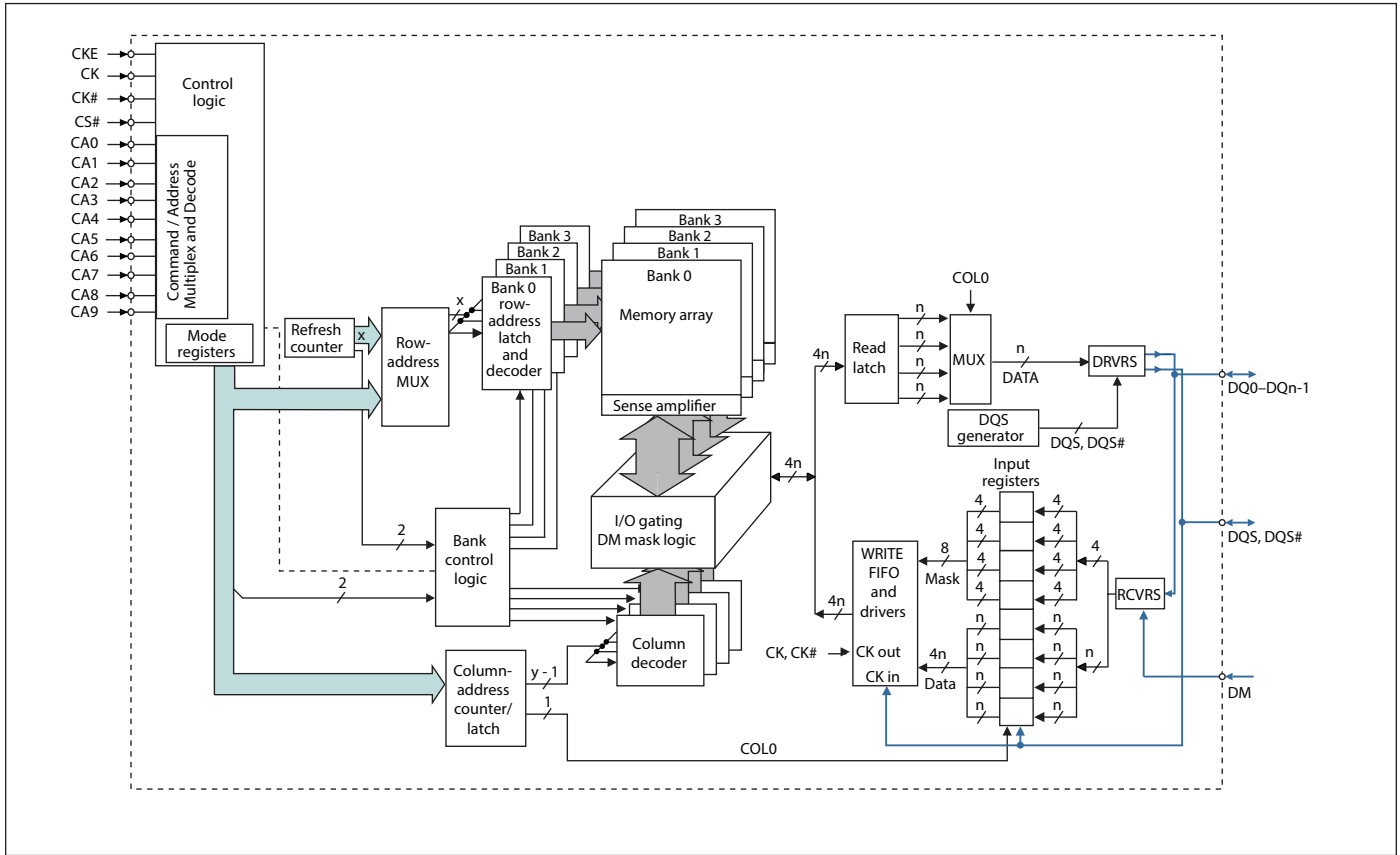 CKE
CK
CK#
CS#
CA0
CA1
CA2
CA3
CA4
CA5
CA6
CA7
CA8
CA9
Control
logic
Command / Address
Multiplex and Decode
Mode
registers
Refresh
counter
x
Row-
address
MUX
x
Bank 3
Bank 2
Bank 1
Bank 0
row-
address
latch
and
decoder
Bank 3
Bank 2
Bank 1
Bank 0
Memory array
Sense amplifier
2
2
Bank
control
logic
I/O gating
DM mask logic
Column
decoder
Column-
address
counter/
latch
y - 1
1
COL0
4n
4n
4n
Read
latch
n
n
n
n
COL0
MUX
n
DATA
DRVRS
DQS
generator
DQS, DQS#
DQ0–DQn-1
DQS, DQS#
DM
Input
registers
4
4
4
4
4
4
4
4
4
n
n
n
n
n
n
n
n
n
RCVRS
8
Mask
4n
Data
WRITE
FIFO
and
drivers
CK out
CK in
CK, CK#